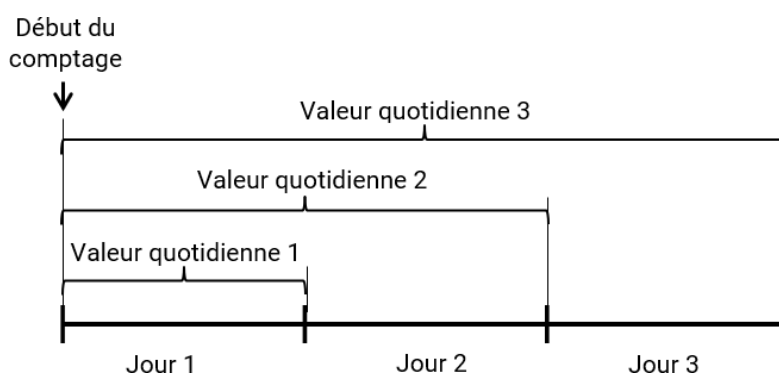 Début du
comptage
Valeur quotidienne 3
Valeur quotidienne 2
Valeur quotidienne 1
Jour 1
Jour 2
Jour 3